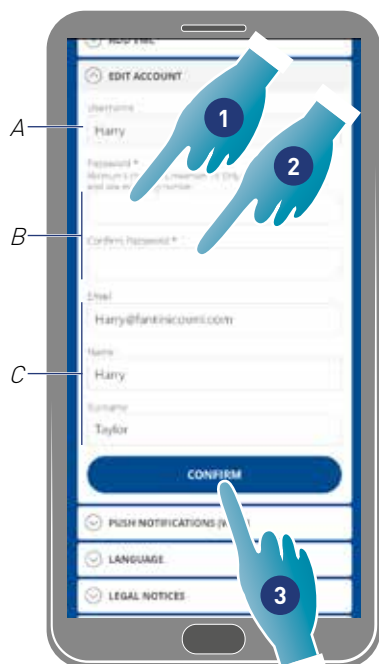 EDIT ACCOUNT
Username
A
Harry
1
Password *
2
B
Confirm Password *
Email
Harry@fantinicosmi.com
Name
C
Harry
Surname
Taylor
CONFIRM
PUSH NOTIFICATIONS
LANGUAGE
LEGAL NOTICES
3